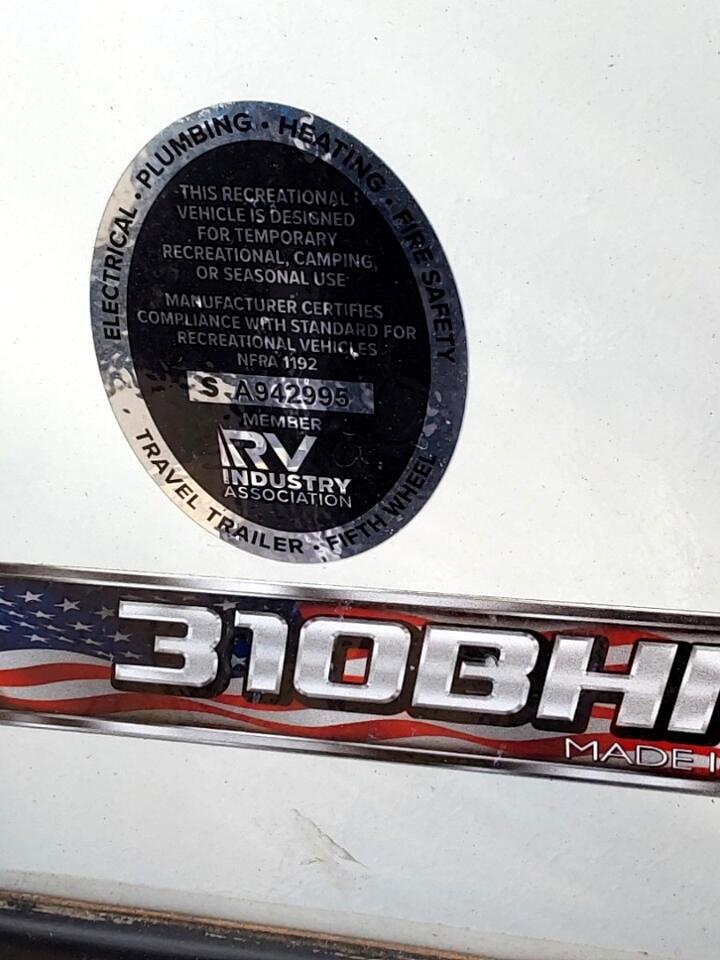 ELECTRICAL • PLUMBING • HEATING • FIRE SAFETY
THIS RECREATIONAL
VEHICLE IS DESIGNED
FOR TEMPORARY
RECREATIONAL, CAMPING,
OR SEASONAL USE
MANUFACTURER CERTIFIES
COMPLIANCE WITH STANDARD FOR
RECREATIONAL VEHICLES
NFPA 1192
S A942995
MEMBER
RV
INDUSTRY
ASSOCIATION
TRAVEL TRAILER • FIFTH WHEEL
310BH
MADE